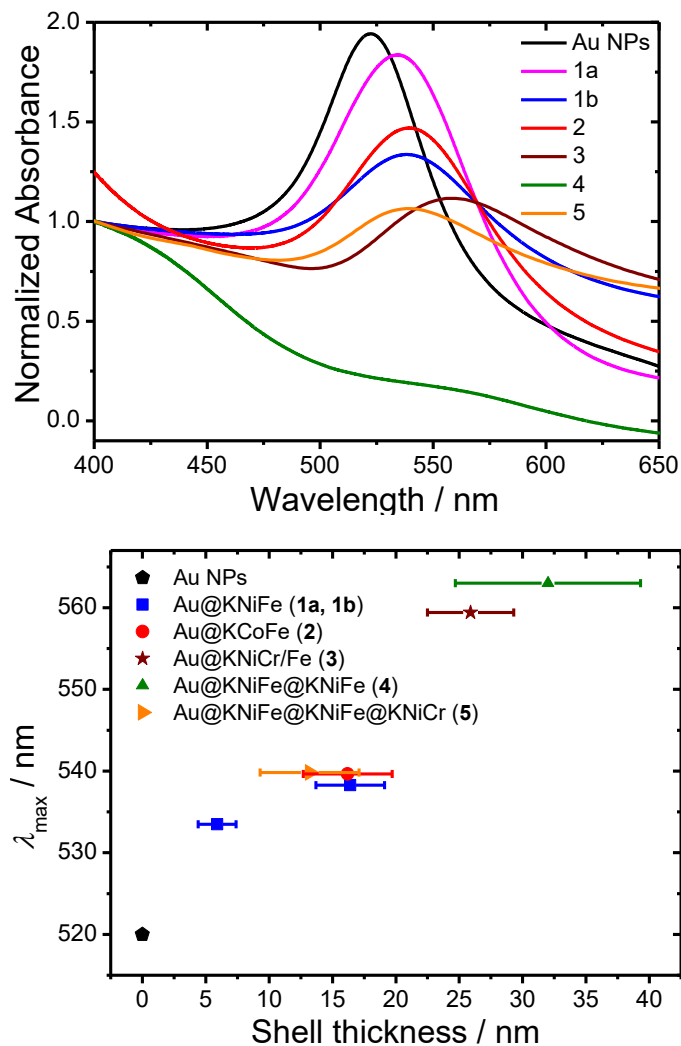 2.0
1.5
1.0
0.5
0.0
Normalized Absorbance
Au NPs
1a
1b
2
3
4
5
400 450 500 550 600 650
Wavelength / nm
560
550
540
530
520
λmax / nm
Au NPs
Au@KNiFe (1a, 1b)
Au@KCoFe (2)
Au@KNiCr/Fe (3)
Au@KNiFe@KNiFe (4)
Au@KNiFe@KNiFe@KNiCr (5)
0 5 10 15 20 25 30 35 40
Shell thickness / nm